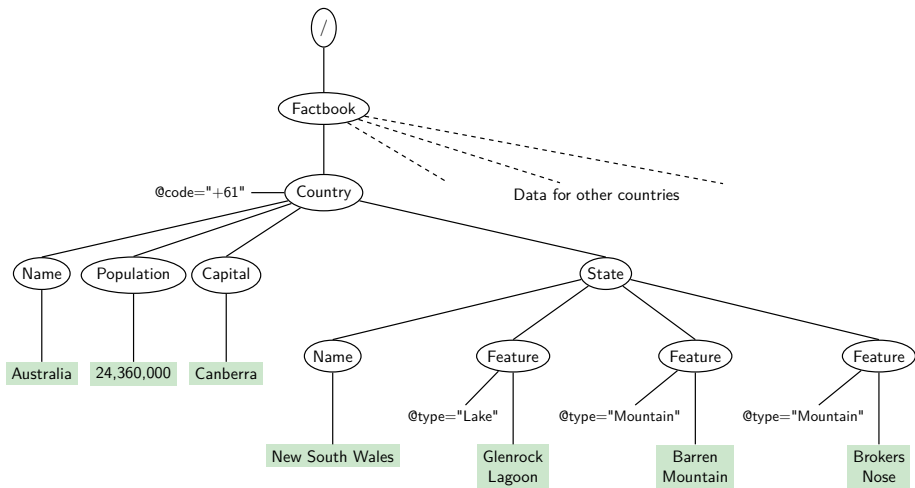 /
Factbook
@code="+61"
Country
Data for other countries
Name
Population
Capital
State
Australia
24,360,000
Canberra
Name
Feature
Feature
Feature
@type="Lake"
@type="Mountain"
@type="Mountain"
New South Wales
Glenrock
Lagoon
Barren
Mountain
Brokers
Nose